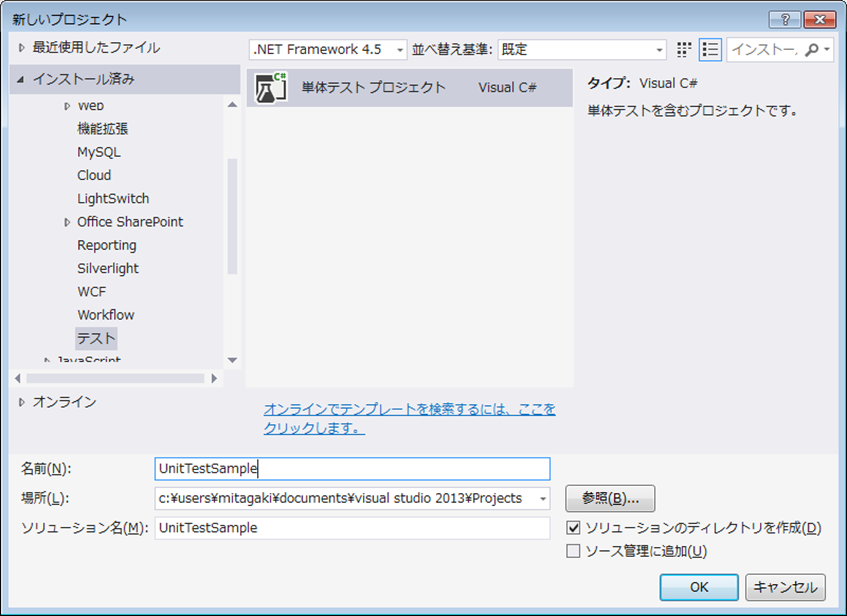 新しいプロジェクト
最近使用したファイル
.NET Framework 4.5
並べ替え基準:
既定
インストー,
インストール済み
Web
機能拡張
MySQL
Cloud
LightSwitch
Office SharePoint
Reporting
Silverlight
WCF
Workflow
テスト
JavaScript
オンライン
C#
単体テスト プロジェクト
Visual C#
タイプ: Visual C#
単体テストを含むプロジェクトです。
オンラインでテンプレートを検索するには、ここを
クリックします。
名前(N):
UnitTestSample
場所(L):
c:¥users¥mitagaki¥documents¥visual studio 2013¥Projects
参照(B)...
ソリューション名(M):
UnitTestSample
ソリューションのディレクトリを作成(D)
ソース管理に追加(U)
OK
キャンセル